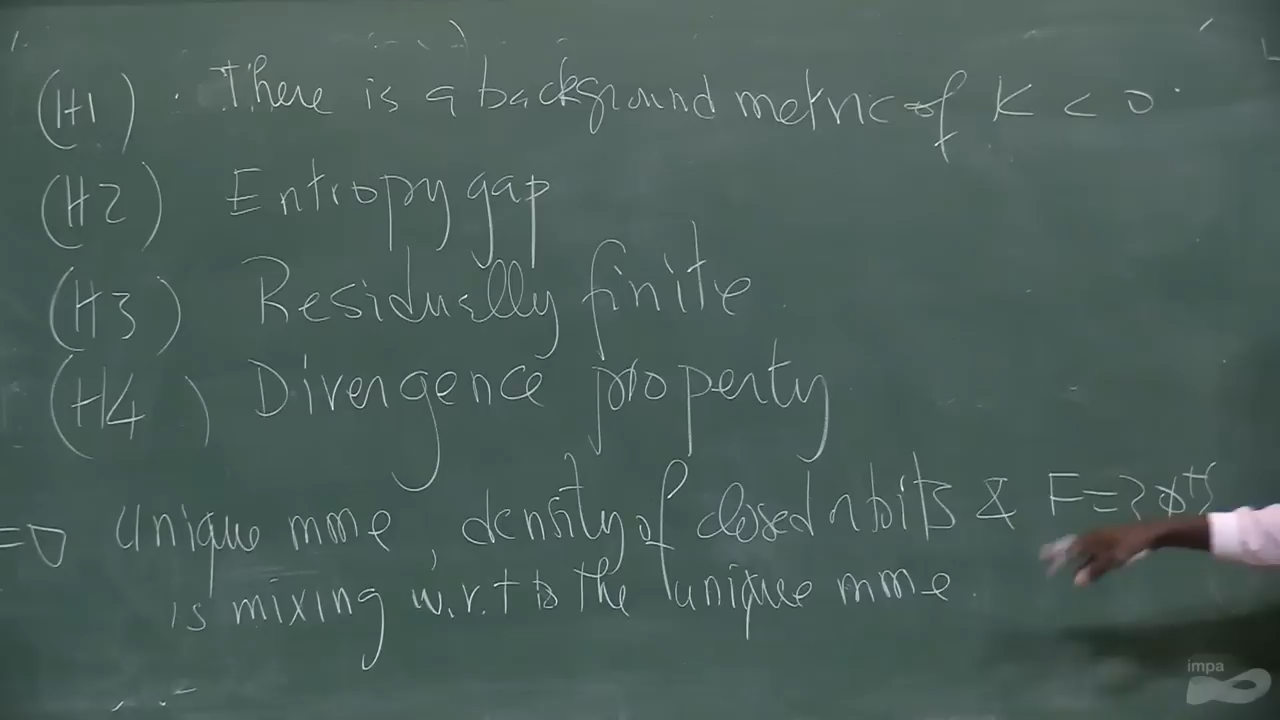 (H1) . There is a background metric of K < 0.
(H2) Entropy gap
(H3) Residually finite
(H4) Divergence property
=0 Unique mme, density of closed orbits & F = {φᵗ}
is mixing w.r.t to the unique mme.
impa